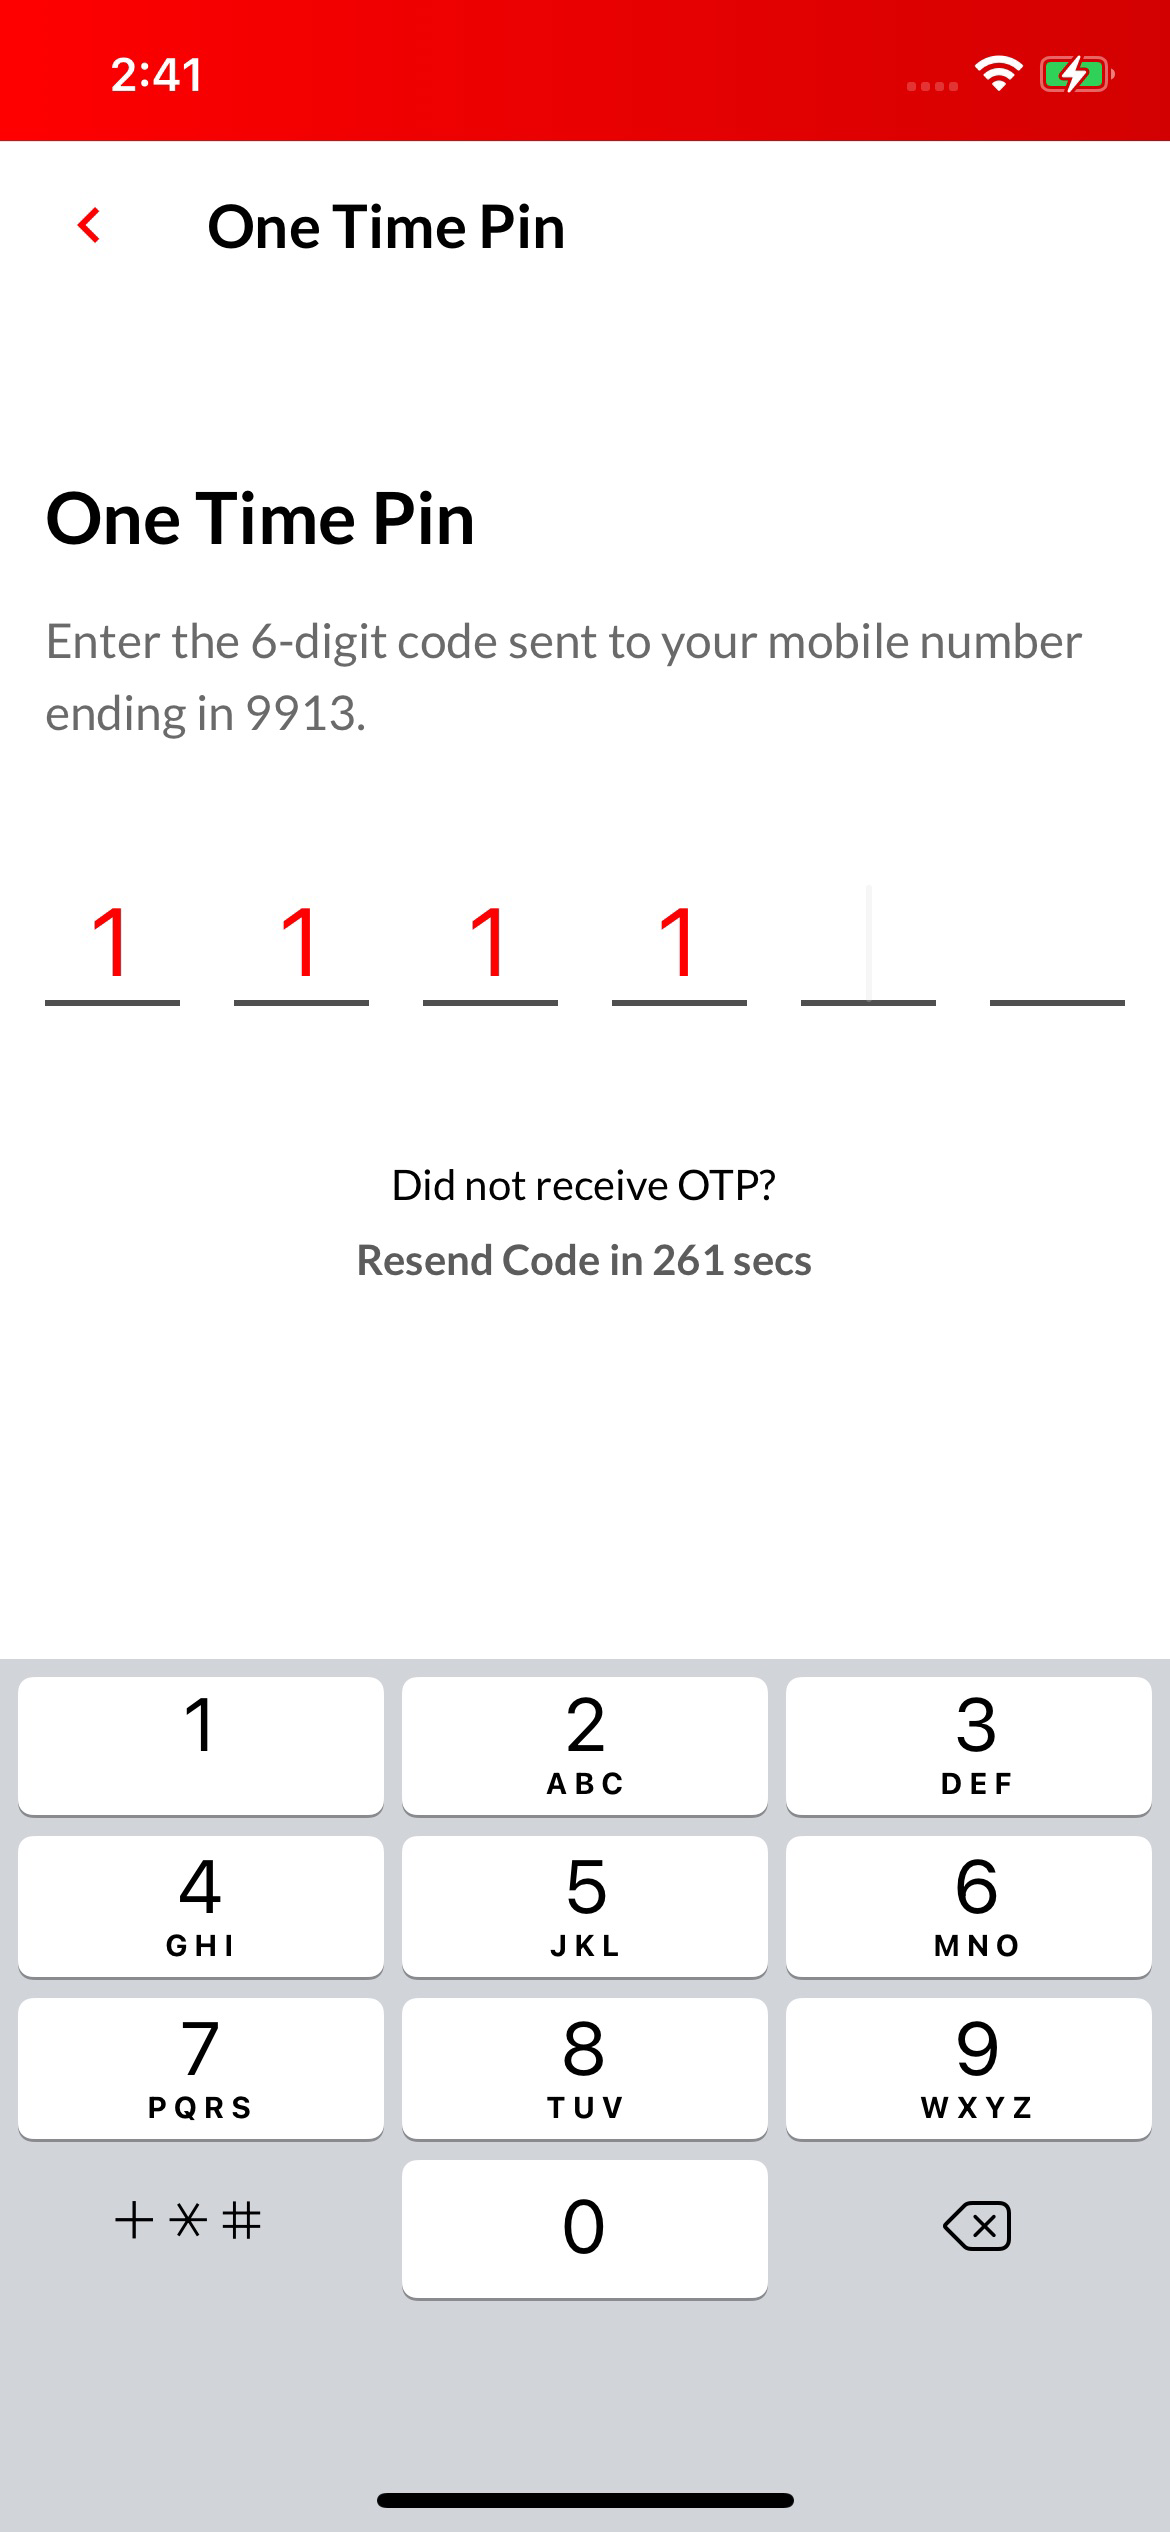 2:41
One Time Pin
One Time Pin
Enter the 6-digit code sent to your mobile number
ending in 9913.
1 1 1 1
Did not receive OTP?
Resend Code in 261 secs
1 2 3
ABC DEF
4 5 6
GHI JKL MNO
7 8 9
PQRS TUV WXYZ
+ * # 0